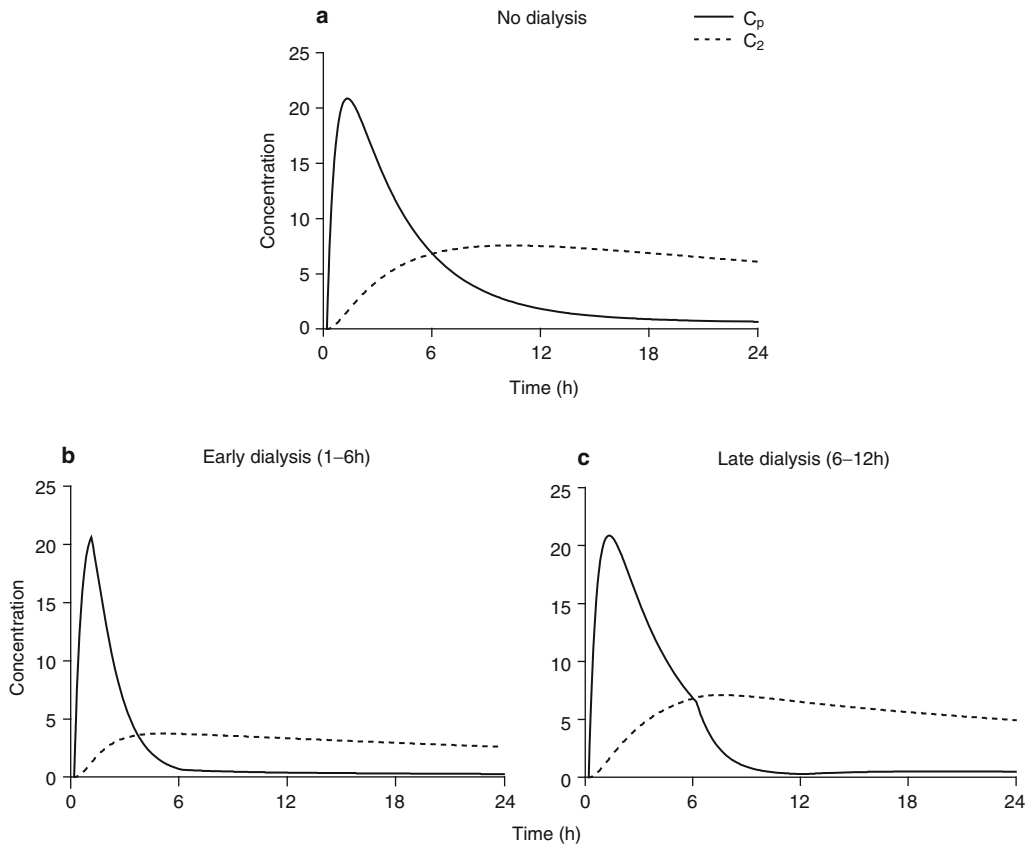 a
No dialysis
Cp
C2
25
20
15
10
5
0
Concentration
0 6 12 18 24
Time (h)
b
Early dialysis (1–6h)
25
20
15
10
5
0
Concentration
0 6 12 18 24
c
Late dialysis (6–12h)
25
20
15
10
5
0
0 6 12 18 24
Time (h)